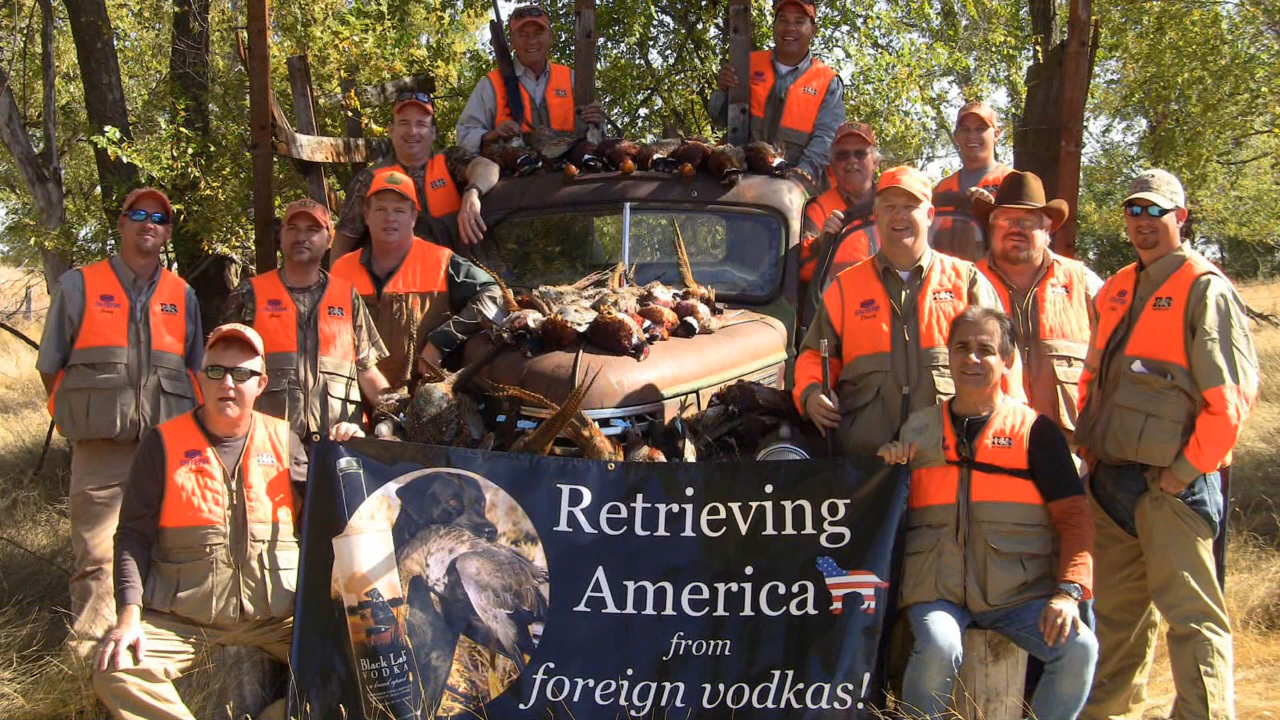 Retrieving
America
from
foreign vodkas!
Black Lab
VODKA